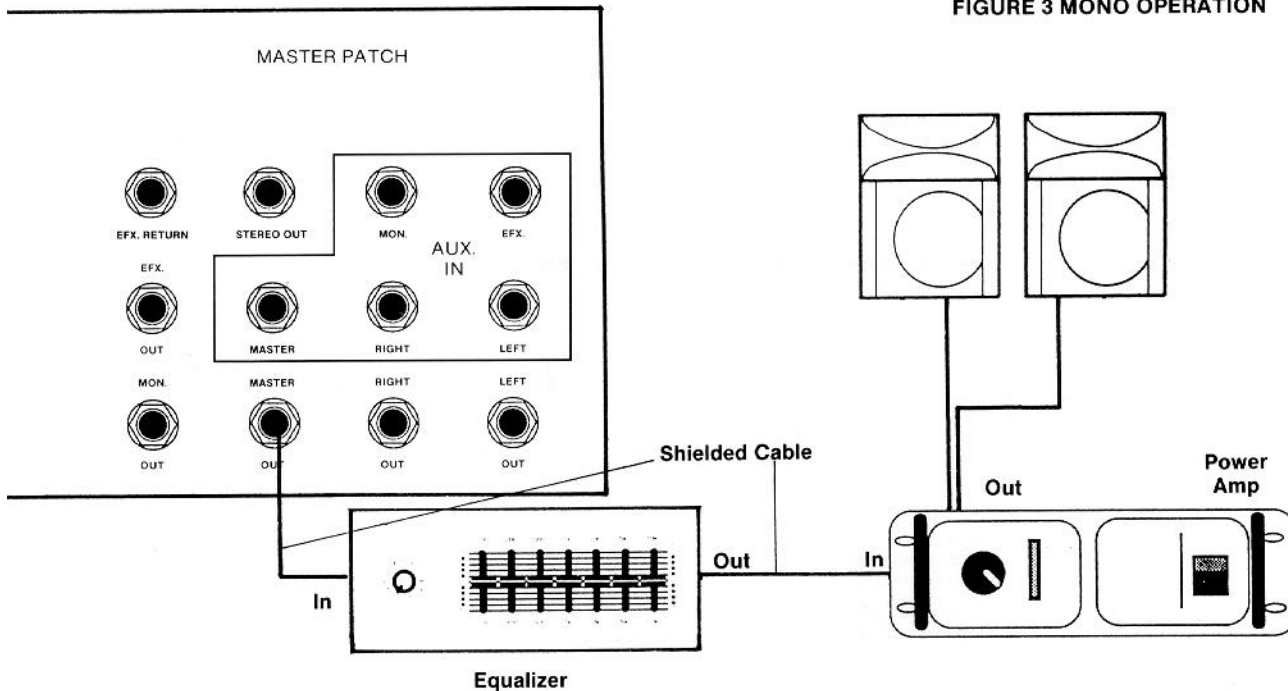 FIGURE 3 MONO OPERATION
MASTER PATCH
EFX. RETURN
STEREO OUT
MON.
EFX.
AUX.
IN
EFX.
OUT
MASTER
RIGHT
LEFT
MON.
MASTER
RIGHT
LEFT
OUT
OUT
OUT
OUT
Shielded Cable
In
Out
Equalizer
In
Out
Power
Amp